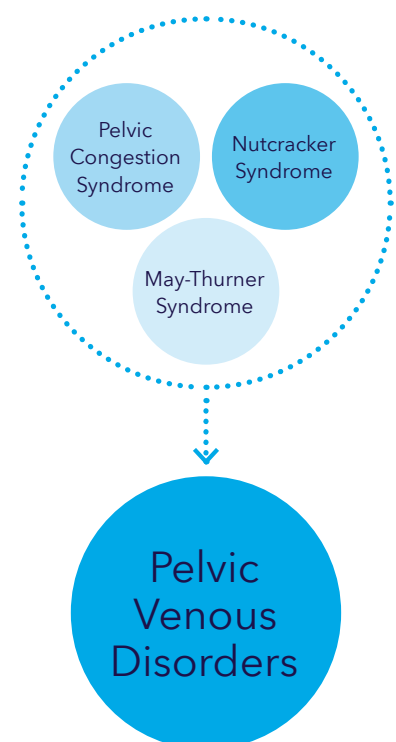 Pelvic
Congestion
Syndrome
Nutcracker
Syndrome
May-Thurner
Syndrome
Pelvic
Venous
Disorders